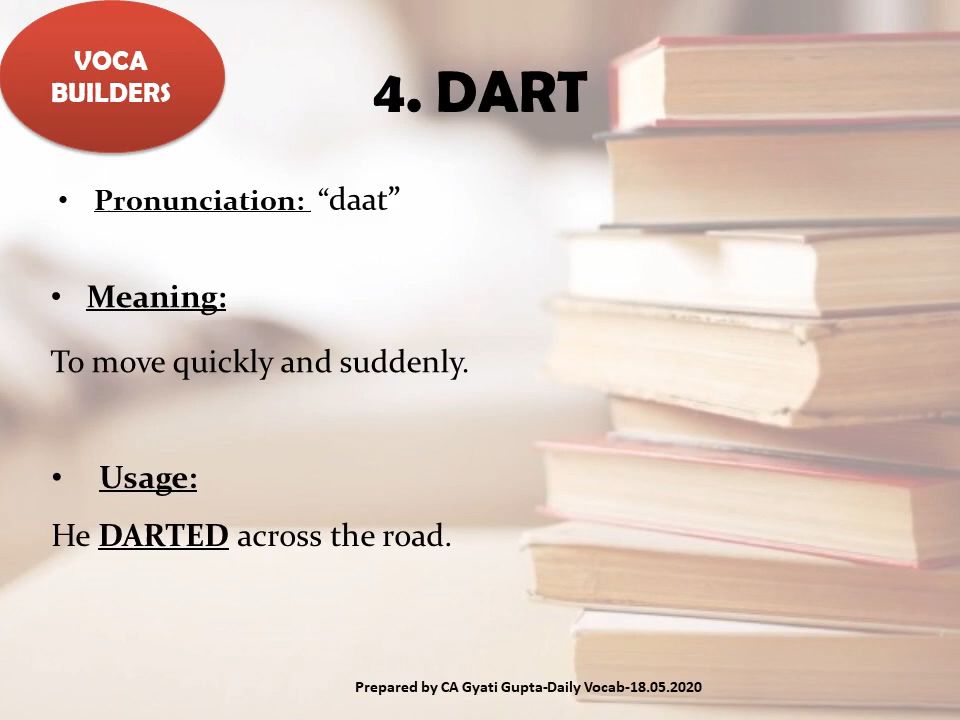 VOCA
BUILDERS
4. DART
• Pronunciation: “daat”
• Meaning:
To move quickly and suddenly.
• Usage:
He DARTED across the road.
Prepared by CA Gyati Gupta-Daily Vocab-18.05.2020